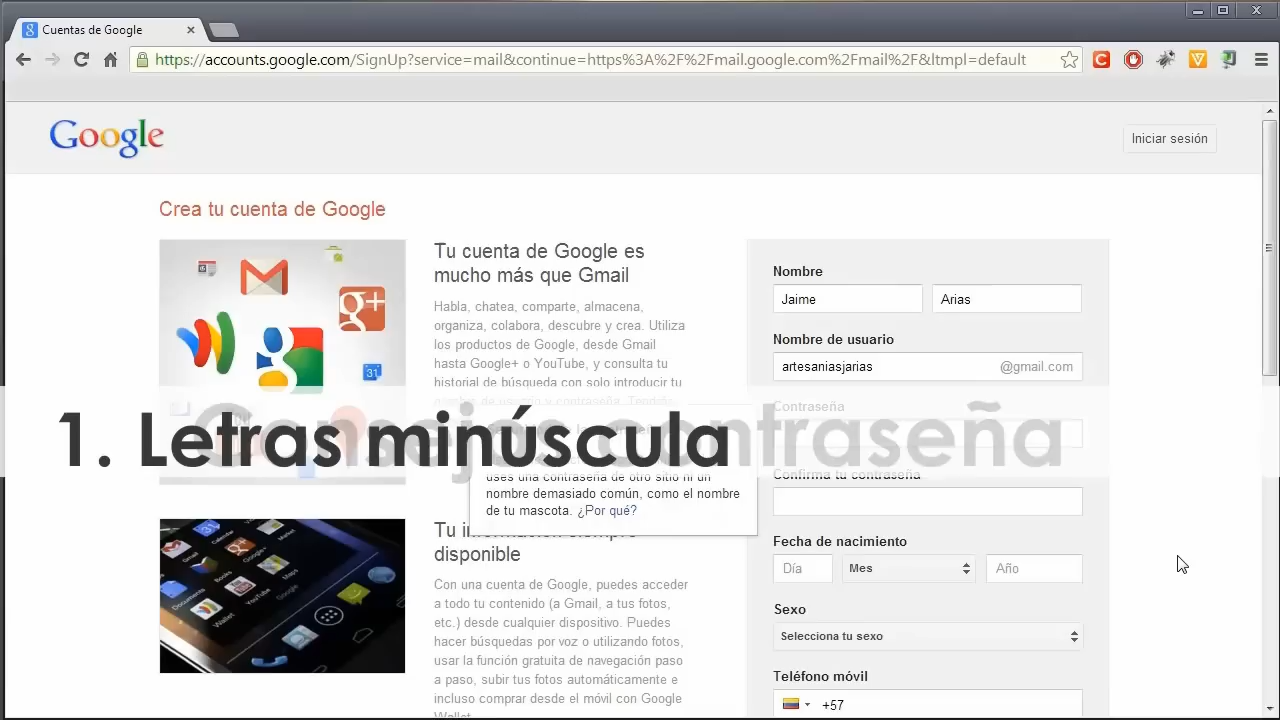 Cuentas de Google
https://accounts.google.com/SignUp?service=mail&continue=https%3A%2F%2Fmail.google.com%2Fmail%2F&ltmpl=default
Google
Iniciar sesión
Crea tu cuenta de Google
Tu cuenta de Google es
mucho más que Gmail
Habla, chatea, comparte, almacena,
organiza, colabora, descubre y crea. Utiliza
los productos de Google, desde Gmail
hasta Google+ o YouTube, y consulta tu
historial de búsqueda con solo introducir tu
nombre de usuario y contraseña. Tendrás
Nombre
Jaime
Arias
Nombre de usuario
artesaniasjarias
@gmail.com
Contraseña
Consejos contraseña
1. Letras minúscula
uses una contraseña de otro sitio ni un
nombre demasiado común, como el nombre
de tu mascota. ¿Por qué?
Confirma tu contraseña
Fecha de nacimiento
Día
Mes
Año
Sexo
Selecciona tu sexo
Teléfono móvil
+57
Tu información siempre
disponible
Con una cuenta de Google, puedes acceder
a todo tu contenido (a Gmail, a tus fotos,
etc.) desde cualquier dispositivo. Puedes
hacer búsquedas por voz o utilizando fotos,
usar la función gratuita de navegación paso
a paso, subir tus fotos automáticamente e
incluso comprar desde el móvil con Google
Wallet.